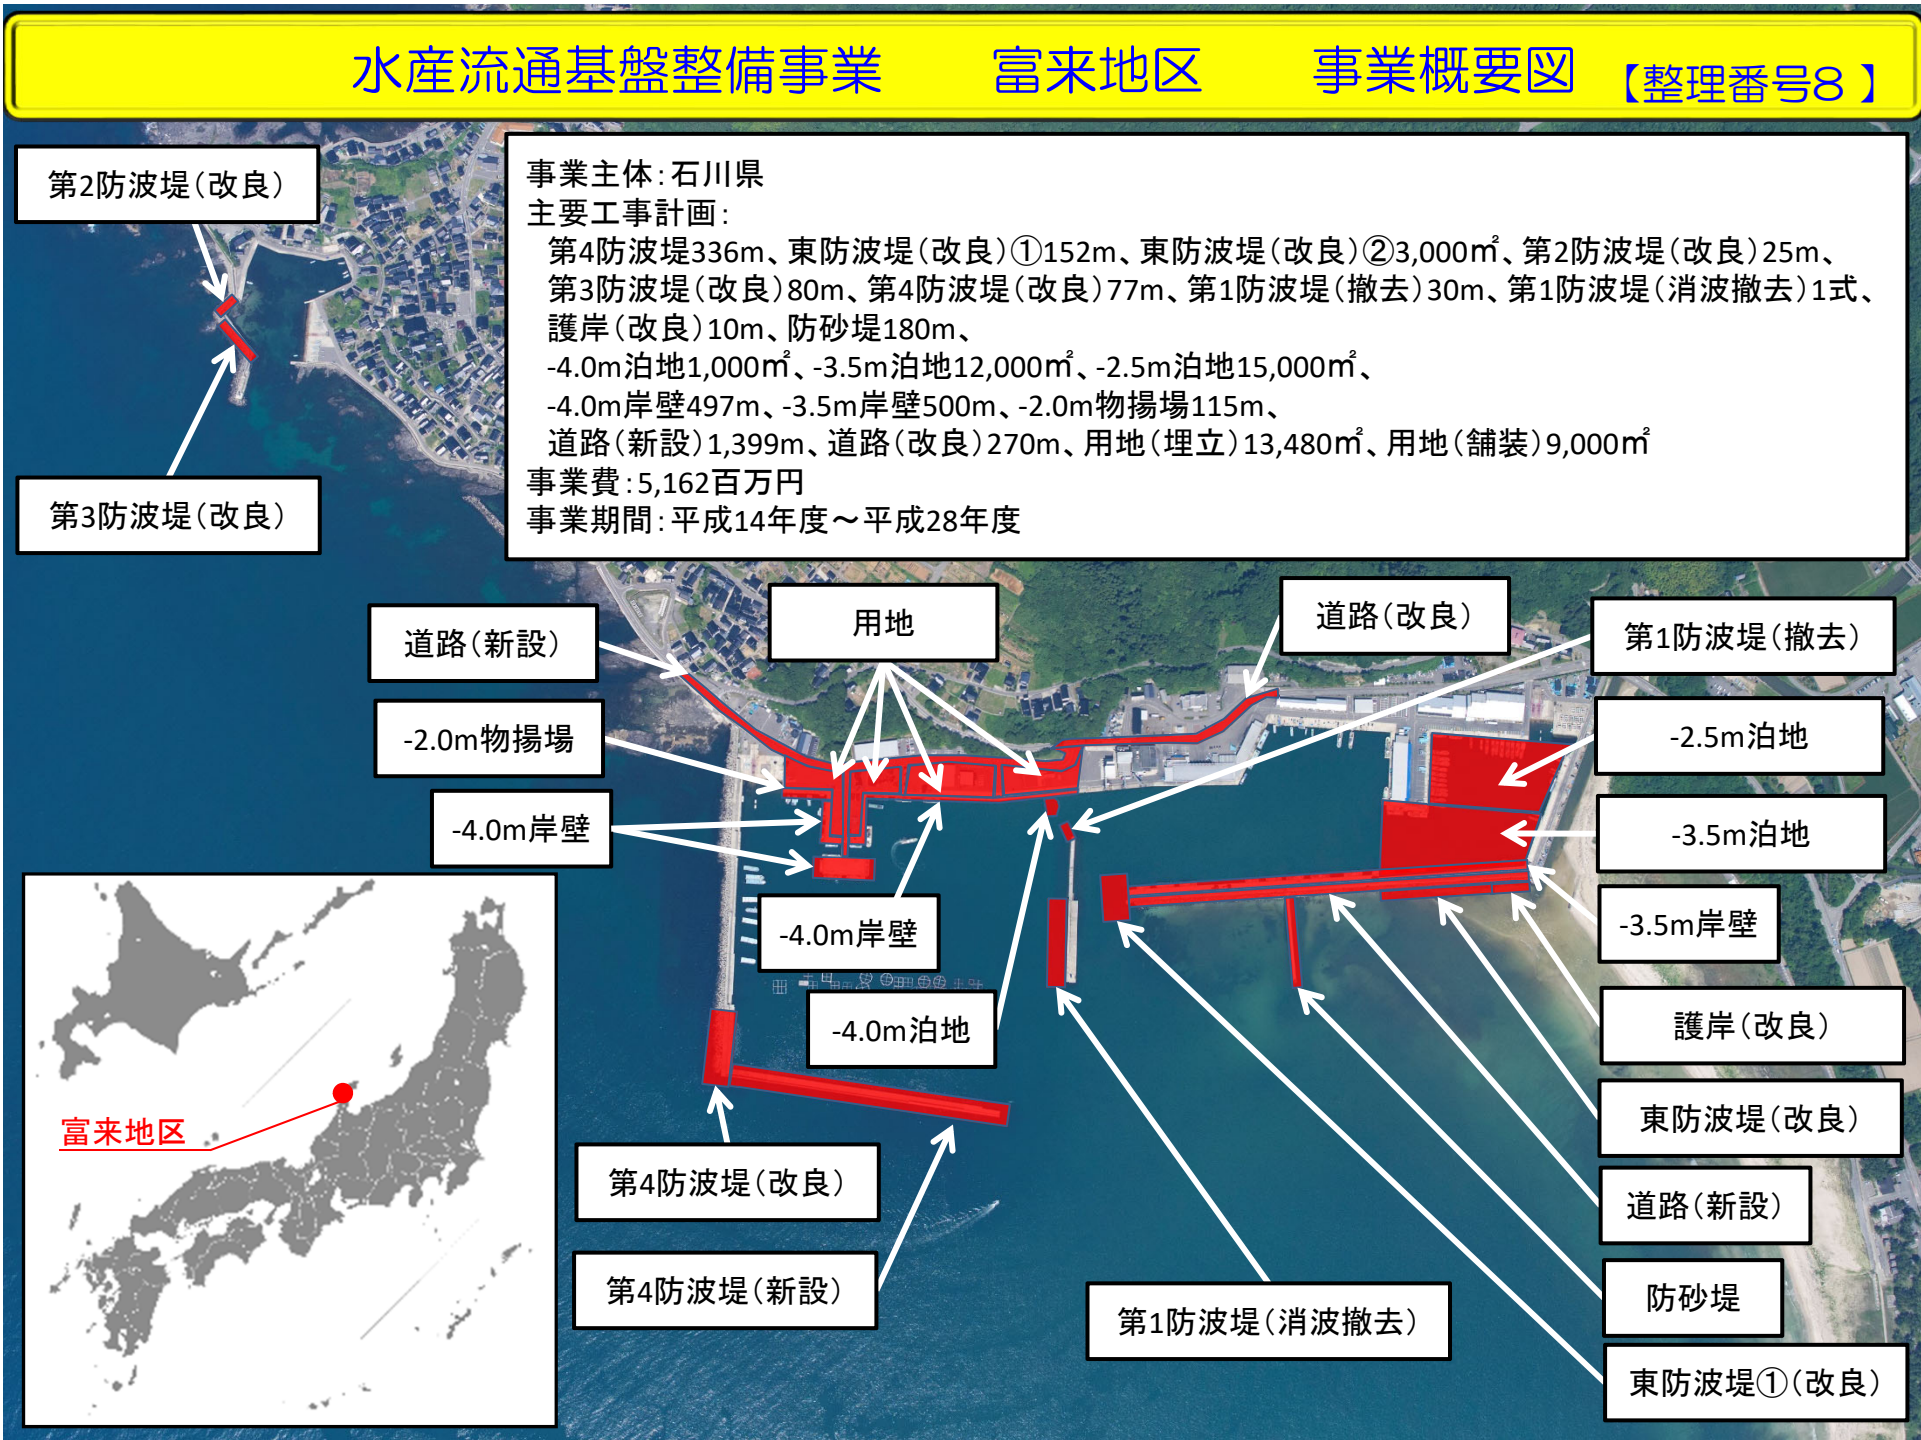 水産流通基盤整備事業　富来地区　事業概要図　【整理番号8 】
第2防波堤（改良）
第3防波堤（改良）
事業主体：石川県
主要工事計画：
第4防波堤336m、東防波堤（改良）①152m、東防波堤（改良）②3,000㎡、第2防波堤（改良）25m、
第3防波堤（改良）80m、第4防波堤（改良）77m、第1防波堤（撤去）30m、第1防波堤（消波撤去）1式、
護岸（改良）10m、防砂堤180m、
-4.0m泊地1,000㎡、-3.5m泊地12,000㎡、-2.5m泊地15,000㎡、
-4.0m岸壁497m、-3.5m岸壁500m、-2.0m物揚場115m、
道路（新設）1,399m、道路（改良）270m、用地（埋立）13,480㎡、用地（舗装）9,000㎡
事業費：5,162百万円
事業期間：平成14年度～平成28年度
道路（新設）
用地
道路（改良）
第1防波堤（撤去）
-2.0m物揚場
-2.5m泊地
-4.0m岸壁
-3.5m泊地
-4.0m岸壁
-3.5m岸壁
-4.0m泊地
護岸（改良）
東防波堤（改良）
富来地区
第4防波堤（改良）
道路（新設）
第4防波堤（新設）
防砂堤
第1防波堤（消波撤去）
東防波堤①（改良）